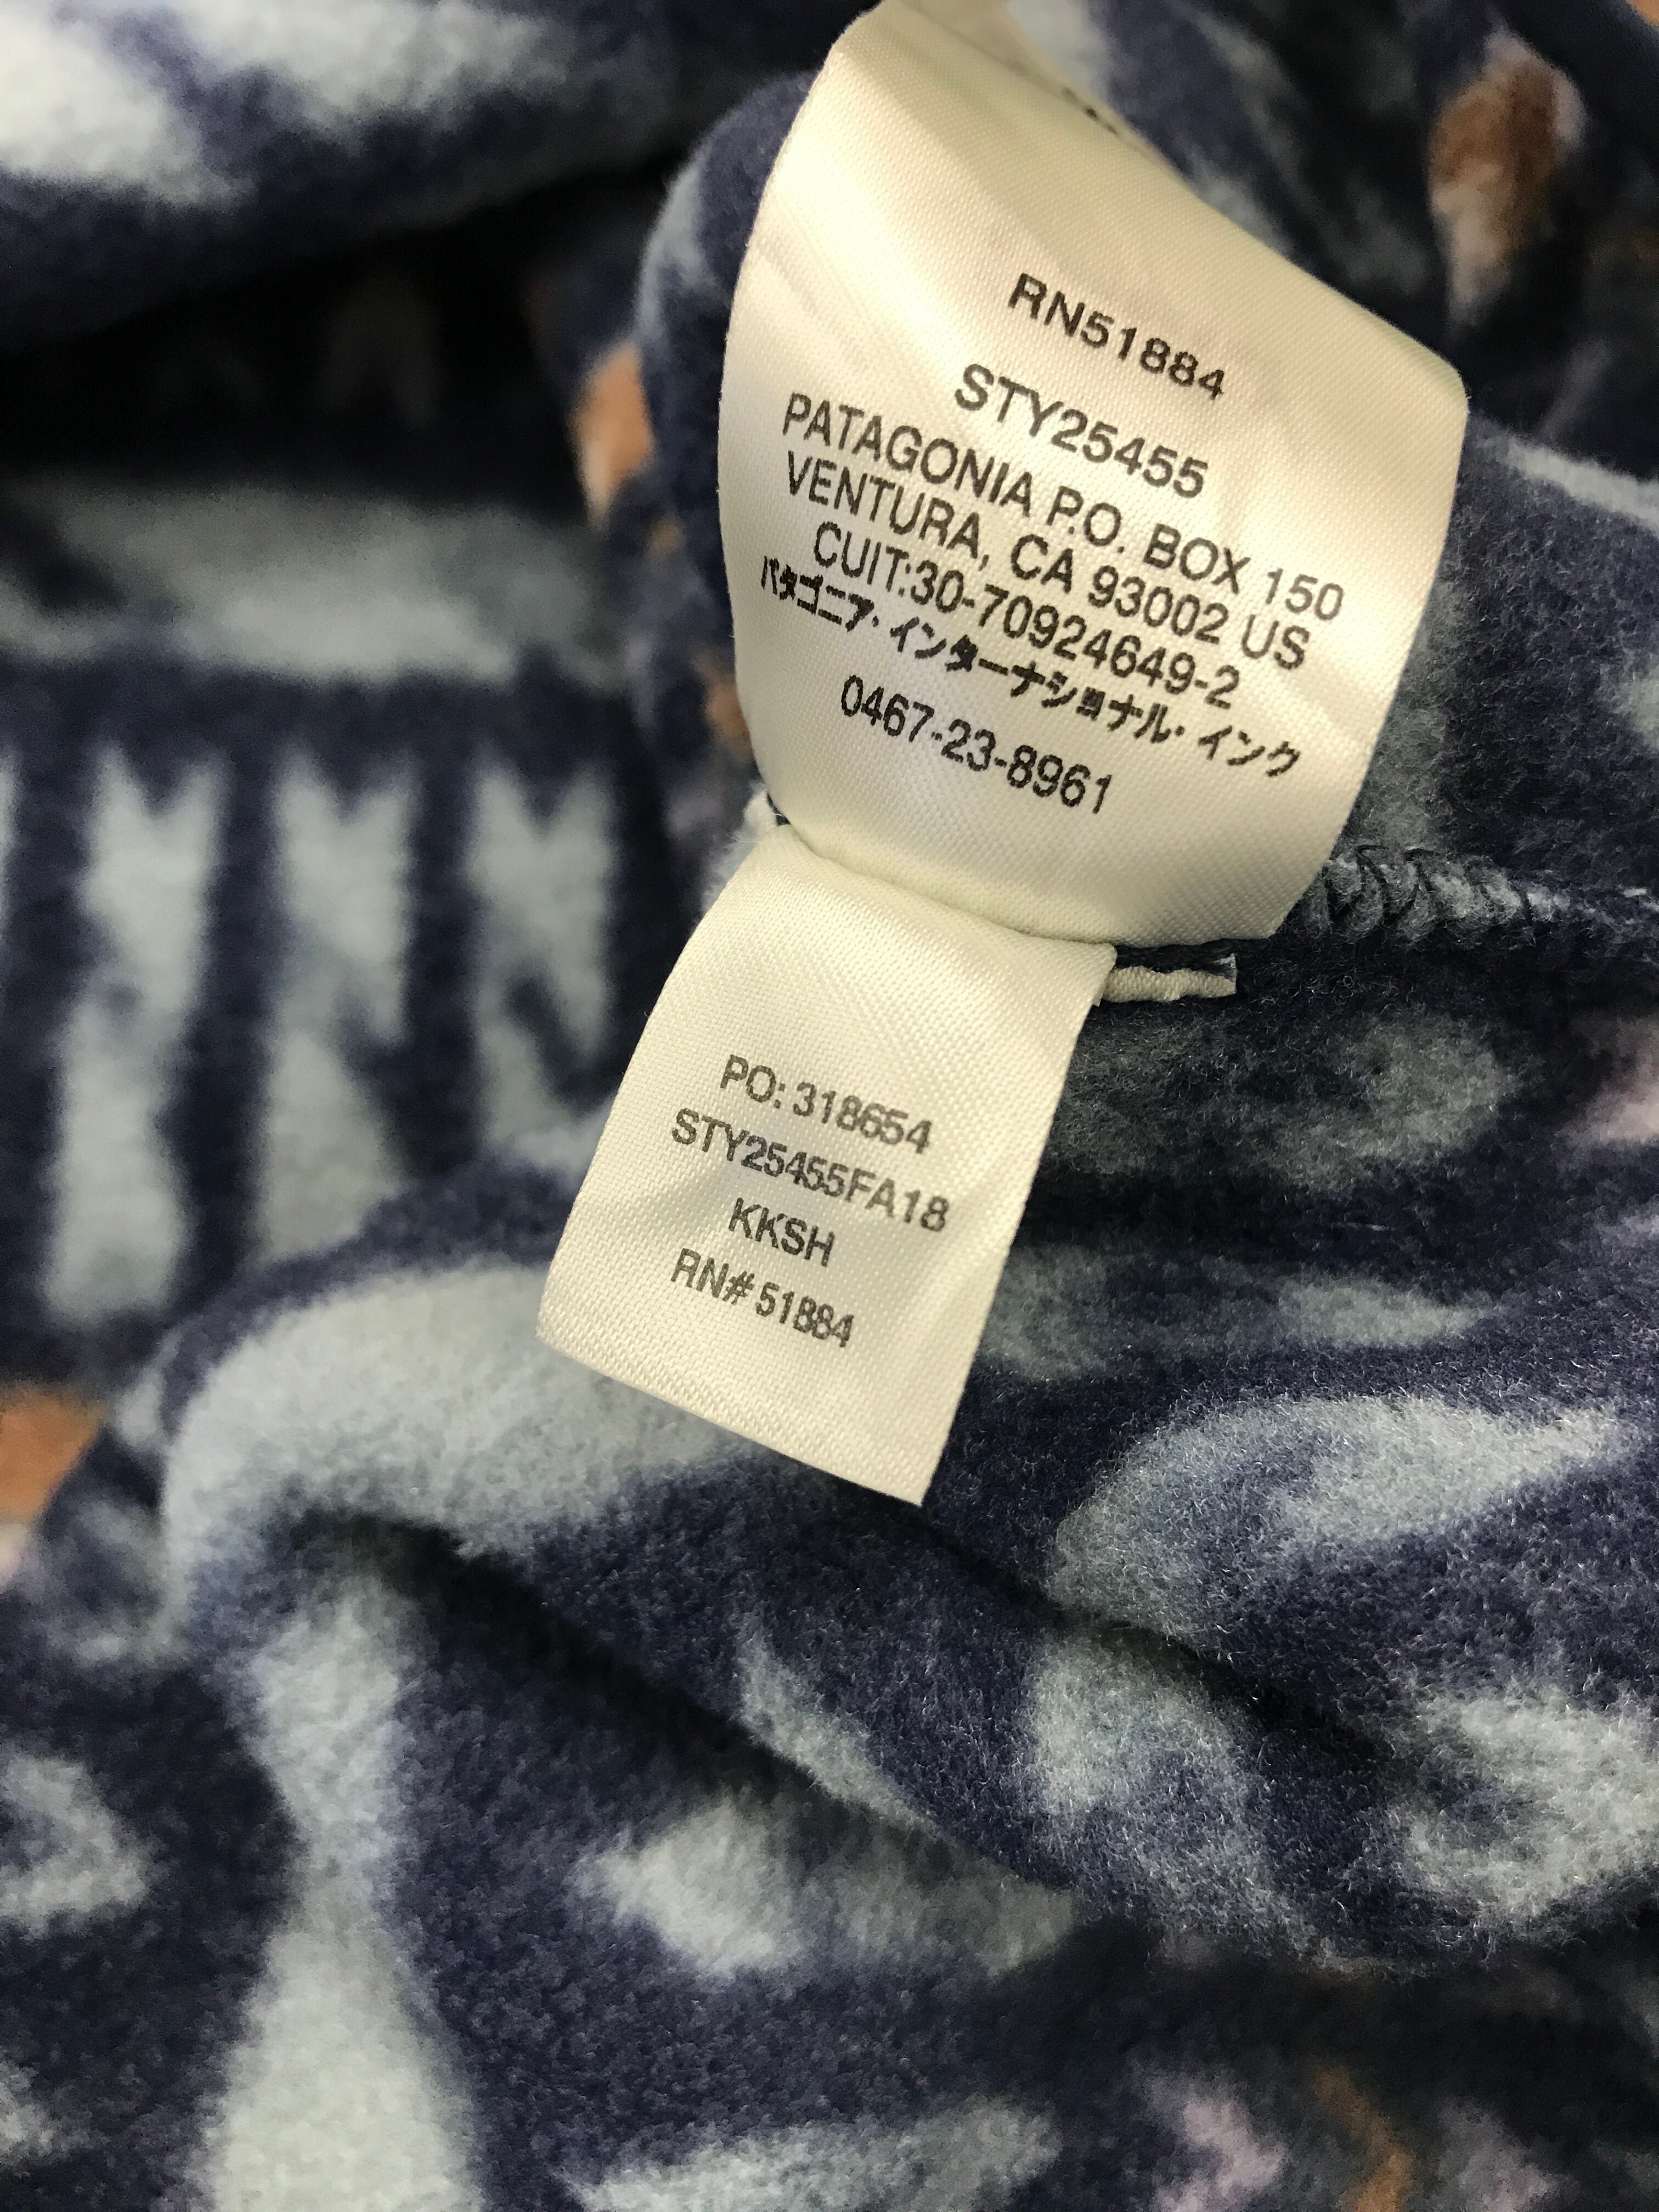 RN51884
STY25455
PATAGONIA P.O. BOX 150
VENTURA, CA 93002 US
CUIT:30-70924649-2
パタゴニア・インターナショナル・インク
0467-23-8961
PO: 318654
STY25455FA18
KKSH
RN# 51884